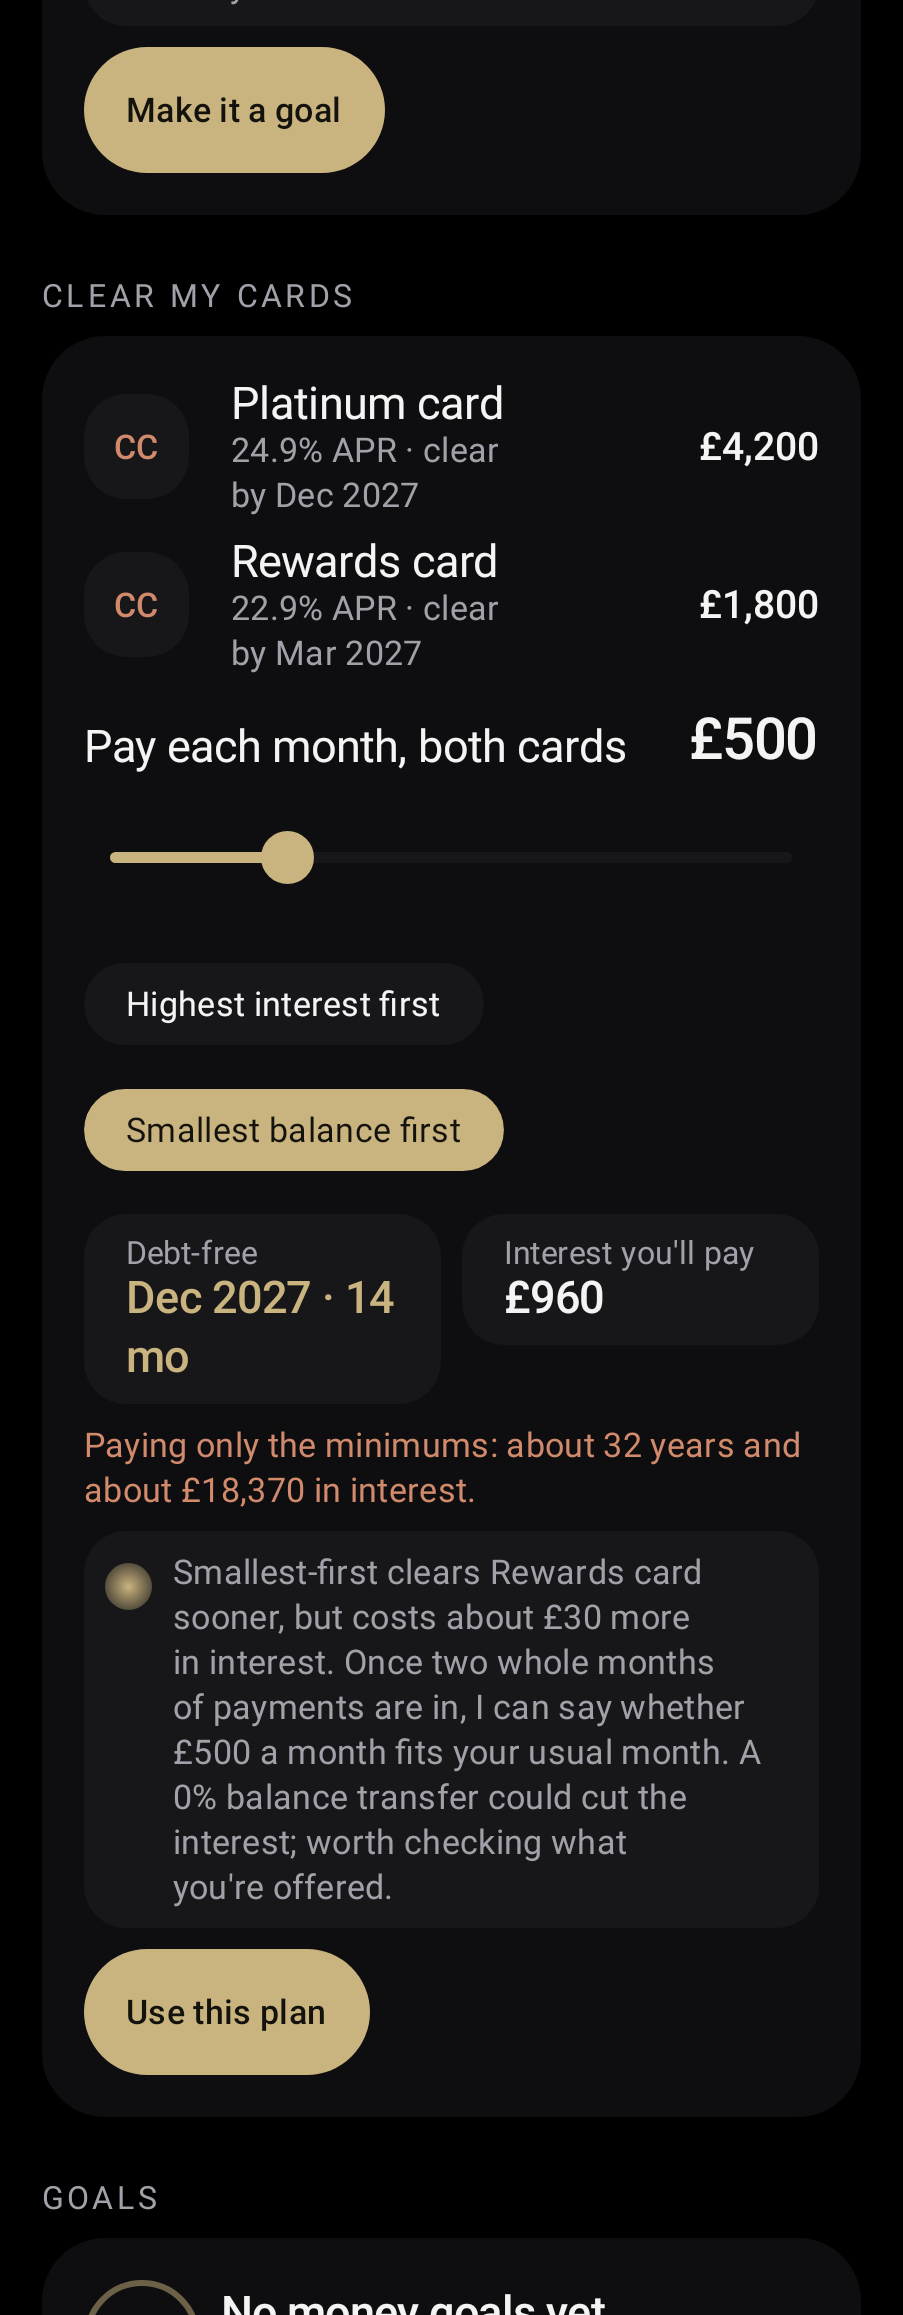 Make it a goal
CLEAR MY CARDS
CC
Platinum card
24.9% APR · clear
by Dec 2027
£4,200
CC
Rewards card
22.9% APR · clear
by Mar 2027
£1,800
Pay each month, both cards
£500
Highest interest first
Smallest balance first
Debt-free
Dec 2027 · 14
mo
Interest you'll pay
£960
Paying only the minimums: about 32 years and
about £18,370 in interest.
Smallest-first clears Rewards card
sooner, but costs about £30 more
in interest. Once two whole months
of payments are in, I can say whether
£500 a month fits your usual month. A
0% balance transfer could cut the
interest; worth checking what
you're offered.
Use this plan
GOALS
No money goals yet